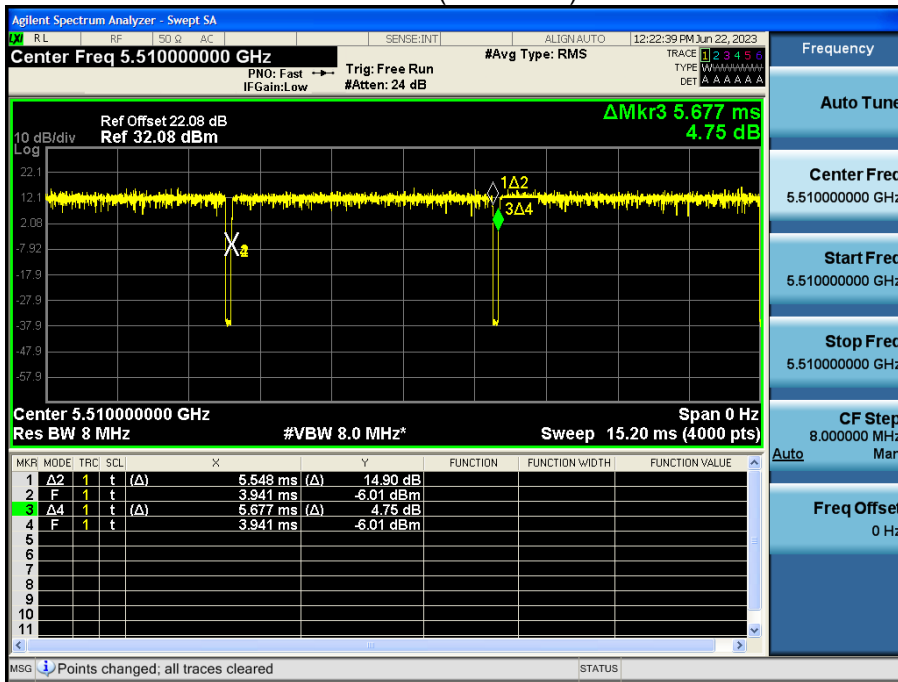 Agilent Spectrum Analyzer - Swept SA
LXI RL RF 50 Ω AC SENSE:INT ALIGN AUTO 12:22:39 PM Jun 22, 2023
Center Freq 5.510000000 GHz #Avg Type: RMS TRACE 1 2 3 4 5 6
PNO: Fast Trig: Free Run TYPE WWWWWW
IFGain:Low #Atten: 24 dB DET A A A A A A
ΔMkr3 5.677 ms
4.75 dB
Ref Offset 22.08 dB
10 dB/div Ref 32.08 dBm
Log
22.1
12.1
2.08
-7.92
-17.9
-27.9
-37.9
-47.9
-57.9
1Δ2
3Δ4
Center 5.510000000 GHz Span 0 Hz
Res BW 8 MHz #VBW 8.0 MHz* Sweep 15.20 ms (4000 pts)
MKR MODE TRC SCL X Y FUNCTION FUNCTION WIDTH FUNCTION VALUE
1 Δ2 1 t (Δ) 5.548 ms (Δ) 14.90 dB
2 F 1 t 3.941 ms -6.01 dBm
3 Δ4 1 t (Δ) 5.677 ms (Δ) 4.75 dB
4 F 1 t 3.941 ms -6.01 dBm
5
6
7
8
9
10
11
MSG Points changed; all traces cleared STATUS
Frequency
Auto Tune
Center Freq
5.510000000 GHz
Start Freq
5.510000000 GHz
Stop Freq
5.510000000 GHz
CF Step
8.000000 MHz
Auto Man
Freq Offset
0 Hz